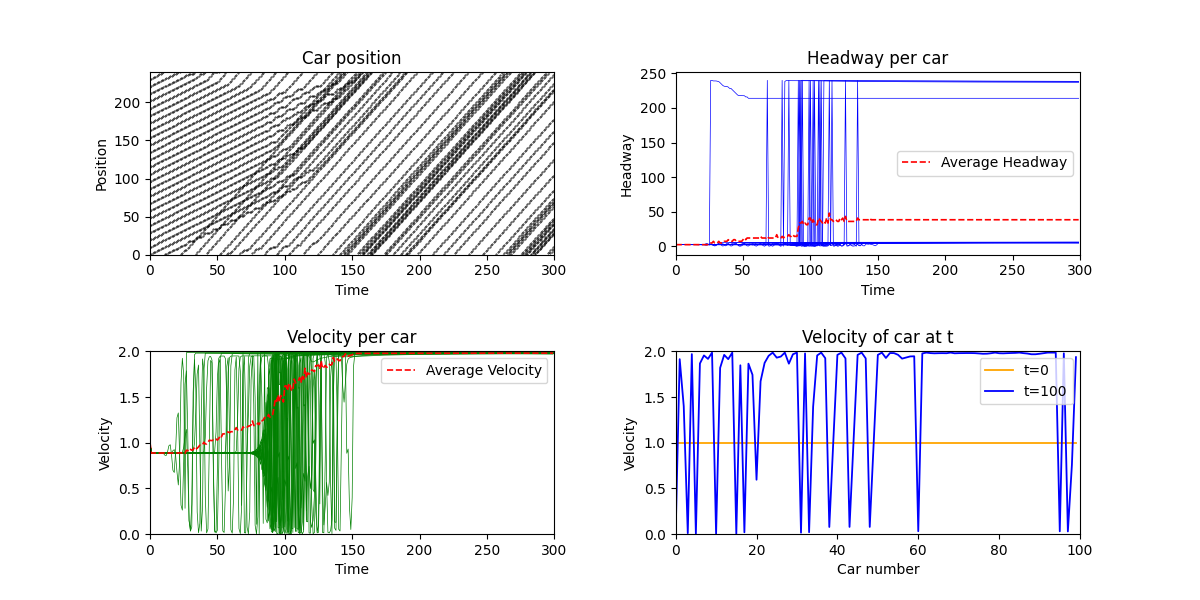 Car position
Position
200
150
100
50
0
0 50 100 150 200 250 300
Time
Headway per car
Headway
250
200
150
100
50
0
Average Headway
0 50 100 150 200 250 300
Time
Velocity per car
Velocity
2.0
1.5
1.0
0.5
0.0
Average Velocity
0 50 100 150 200 250 300
Time
Velocity of car at t
Velocity
2.0
1.5
1.0
0.5
0.0
t=0
t=100
0 20 40 60 80 100
Car number